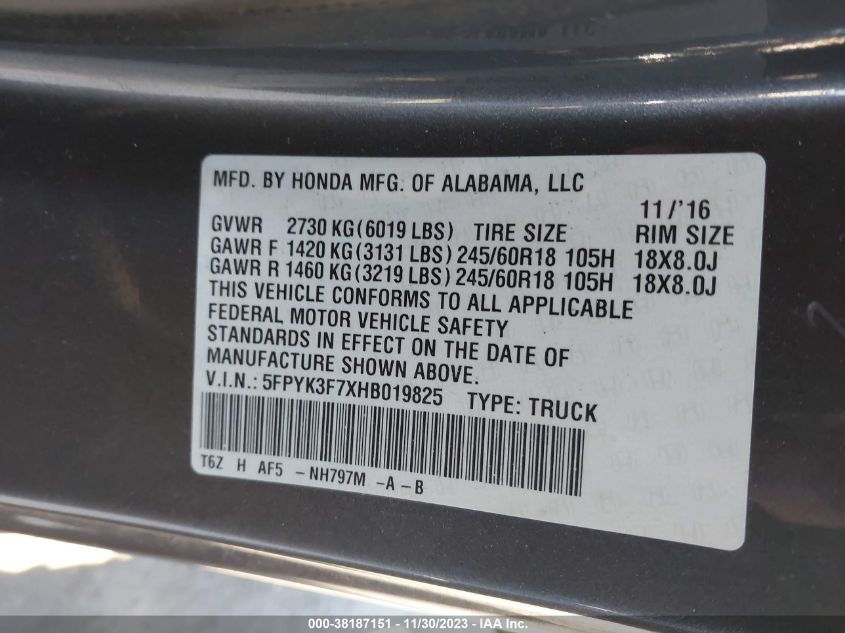 MFD. BY HONDA MFG. OF ALABAMA, LLC
11/'16
GVWR 2730 KG(6019 LBS) TIRE SIZE RIM SIZE
GAWR F 1420 KG(3131 LBS) 245/60R18 105H 18X8.0J
GAWR R 1460 KG(3219 LBS) 245/60R18 105H 18X8.0J
THIS VEHICLE CONFORMS TO ALL APPLICABLE
FEDERAL MOTOR VEHICLE SAFETY
STANDARDS IN EFFECT ON THE DATE OF
MANUFACTURE SHOWN ABOVE.
V.I.N.: 5FPYK3F7XHB019825 TYPE: TRUCK
T6Z H AF5 - NH797M - A - B
000-38187151 - 11/30/2023 - IAA Inc.